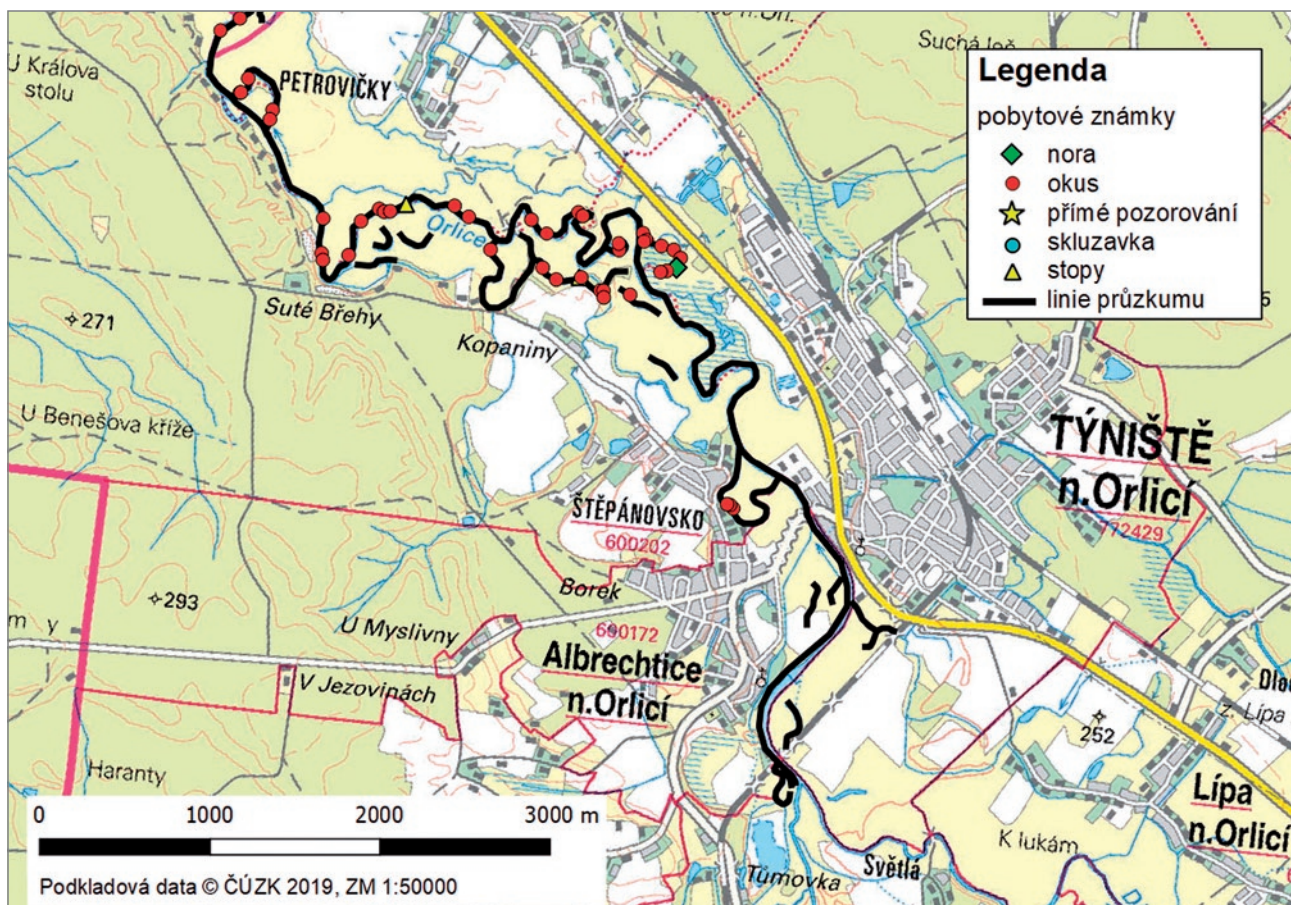 Suchá
U Králova
stolu
PETROVIČKY
Legenda
pobytové známky
nora
okus
přímé pozorování
skluzavka
stopy
linie průzkumu
Orlice
Suté Břehy
271
Kopaniny
U Benešova kříže
TÝNIŠTĚ
n.Orlicí
772429
ŠTĚPÁNOVSKO
600202
Borek
293
U Myslivny
600172
m y
Albrechtice
n.Orlicí
V Jezovinách
z. Lípa
252
Haranty
Lípa
n.Orlicí
K lukám
Světlá
Tůmovka
0 1000 2000 3000 m
Podkladová data © ČÚZK 2019, ZM 1:50000